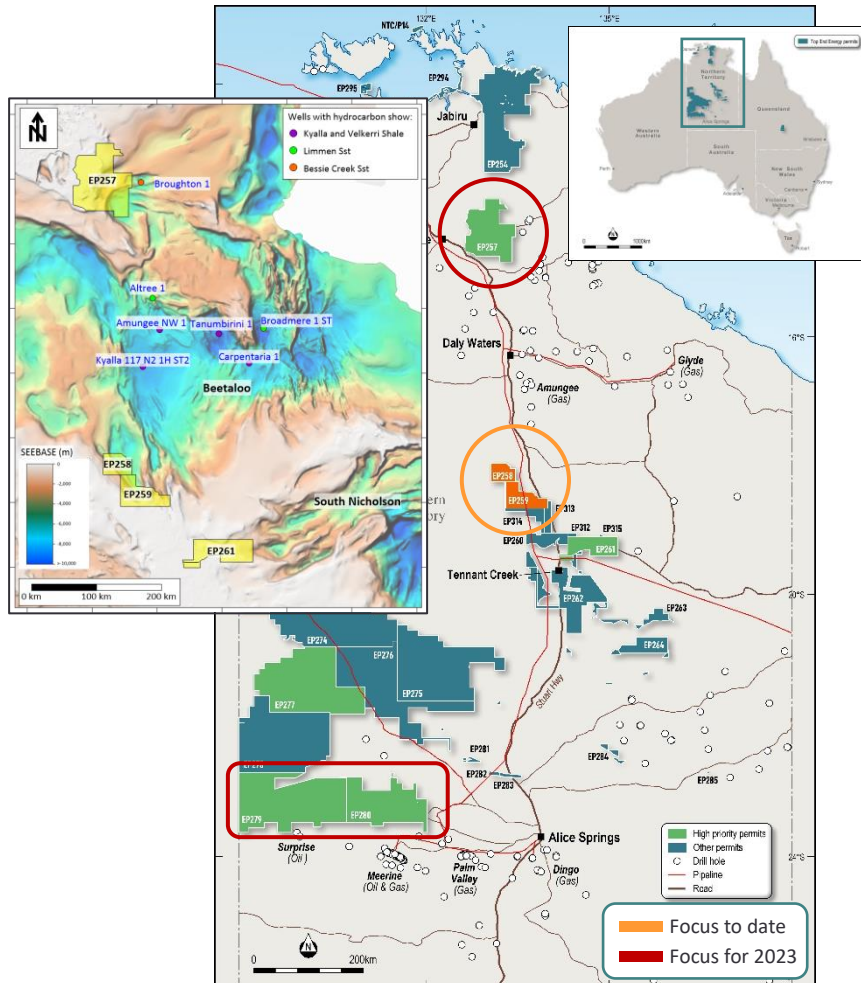 NTC/P14
132°E
135°E
EP295
EP294
Jabiru
EP254
EP257
Daly Waters
16°S
Glyde
(Gas)
Amungee
(Gas)
EP258
EP259
EP313
EP314
EP260
EP312
EP315
EP261
Tennant Creek
20°S
EP262
EP263
EP264
EP274
EP276
EP275
EP277
Stuart Hwy
EP281
EP282
EP283
EP284
EP285
EP279
EP280
Surprise
(Oil)
Alice Springs
Meerine
(Oil & Gas)
Palm
Valley
(Gas)
Dingo
(Gas)
24°S
High priority permits
Other permits
Drill hole
Pipeline
Road
Focus to date
Focus for 2023
N
0
200km
N
Wells with hydrocarbon show:
Kyalla and Velkerri Shale
Limmen Sst
Bessie Creek Sst
EP257
Broughton 1
Altree 1
Amungee NW 1
Tanumbirini 1
Broadmere 1 ST
Kyalla 117 N2 1H ST2
Carpentaria 1
Beetaloo
SEEBASE (m)
0
-2,000
-4,000
-6,000
-8,000
EP258
EP259
South Nicholson
EP261
0 km
100 km
200 km
Top End Energy permits
Northern
Territory
Queensland
Western
Australia
Alice Springs
South
Australia
Brisbane
New South
Wales
Perth
Adelaide
Canberra
Sydney
Victoria
Melbourne
Tas
Hobart
0
1000km